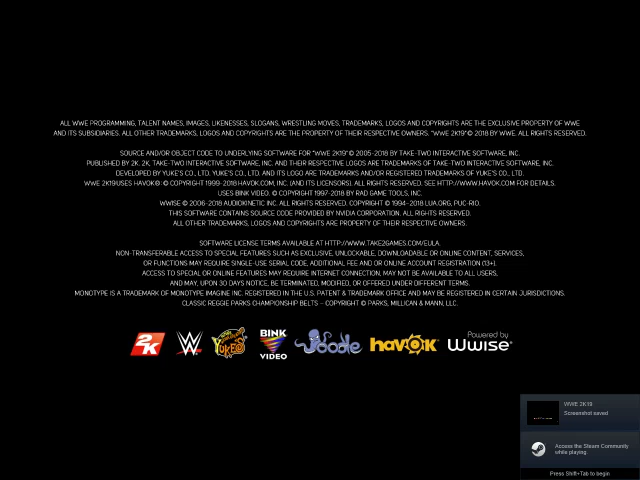 ALL WWE PROGRAMMING, TALENT NAMES, IMAGES, LIKENESSES, SLOGANS, WRESTLING MOVES, TRADEMARKS, LOGOS AND COPYRIGHTS ARE THE EXCLUSIVE PROPERTY OF WWE
AND ITS SUBSIDIARIES. ALL OTHER TRADEMARKS, LOGOS AND COPYRIGHTS ARE THE PROPERTY OF THEIR RESPECTIVE OWNERS. "WWE 2K19"© 2018 BY WWE. ALL RIGHTS RESERVED.
SOURCE AND/OR OBJECT CODE TO UNDERLYING SOFTWARE FOR "WWE 2K19" © 2005-2018 BY TAKE-TWO INTERACTIVE SOFTWARE, INC.
PUBLISHED BY 2K. 2K, TAKE-TWO INTERACTIVE SOFTWARE, INC. AND THEIR RESPECTIVE LOGOS ARE TRADEMARKS OF TAKE-TWO INTERACTIVE SOFTWARE, INC.
DEVELOPED BY YUKE'S CO., LTD. YUKE'S CO., LTD. AND ITS LOGO ARE TRADEMARKS AND/OR REGISTERED TRADEMARKS OF YUKE'S CO., LTD.
WWE 2K19USES HAVOK®: © COPYRIGHT 1999-2018 HAVOK.COM, INC. (AND ITS LICENSORS). ALL RIGHTS RESERVED. SEE HTTP://WWW.HAVOK.COM FOR DETAILS.
USES BINK VIDEO. © COPYRIGHT 1997-2018 BY RAD GAME TOOLS, INC.
WWISE © 2006-2018 AUDIOKINETIC INC. ALL RIGHTS RESERVED. COPYRIGHT © 1994-2018 LUA.ORG, PUC-RIO.
THIS SOFTWARE CONTAINS SOURCE CODE PROVIDED BY NVIDIA CORPORATION. ALL RIGHTS RESERVED.
ALL OTHER TRADEMARKS, LOGOS AND COPYRIGHTS ARE PROPERTY OF THEIR RESPECTIVE OWNERS.
SOFTWARE LICENSE TERMS AVAILABLE AT HTTP://WWW.TAKE2GAMES.COM/EULA.
NON-TRANSFERABLE ACCESS TO SPECIAL FEATURES SUCH AS EXCLUSIVE, UNLOCKABLE, DOWNLOADABLE OR ONLINE CONTENT, SERVICES,
OR FUNCTIONS MAY REQUIRE SINGLE-USE SERIAL CODE, ADDITIONAL FEE AND OR ONLINE ACCOUNT REGISTRATION (13+).
ACCESS TO SPECIAL OR ONLINE FEATURES MAY REQUIRE INTERNET CONNECTION, MAY NOT BE AVAILABLE TO ALL USERS,
AND MAY, UPON 30 DAYS NOTICE, BE TERMINATED, MODIFIED, OR OFFERED UNDER DIFFERENT TERMS.
MONOTYPE IS A TRADEMARK OF MONOTYPE IMAGINE INC. REGISTERED IN THE U.S. PATENT & TRADEMARK OFFICE AND MAY BE REGISTERED IN CERTAIN JURISDICTIONS.
CLASSIC REGGIE PARKS CHAMPIONSHIP BELTS – COPYRIGHT © PARKS, MILLICAN & MANN, LLC.
2K
W
YUKE'S
BINK VIDEO
oodle
havok
Powered by
Wwise®
WWE 2K19
Screenshot saved
Access the Steam Community
while playing.
Press Shift+Tab to begin